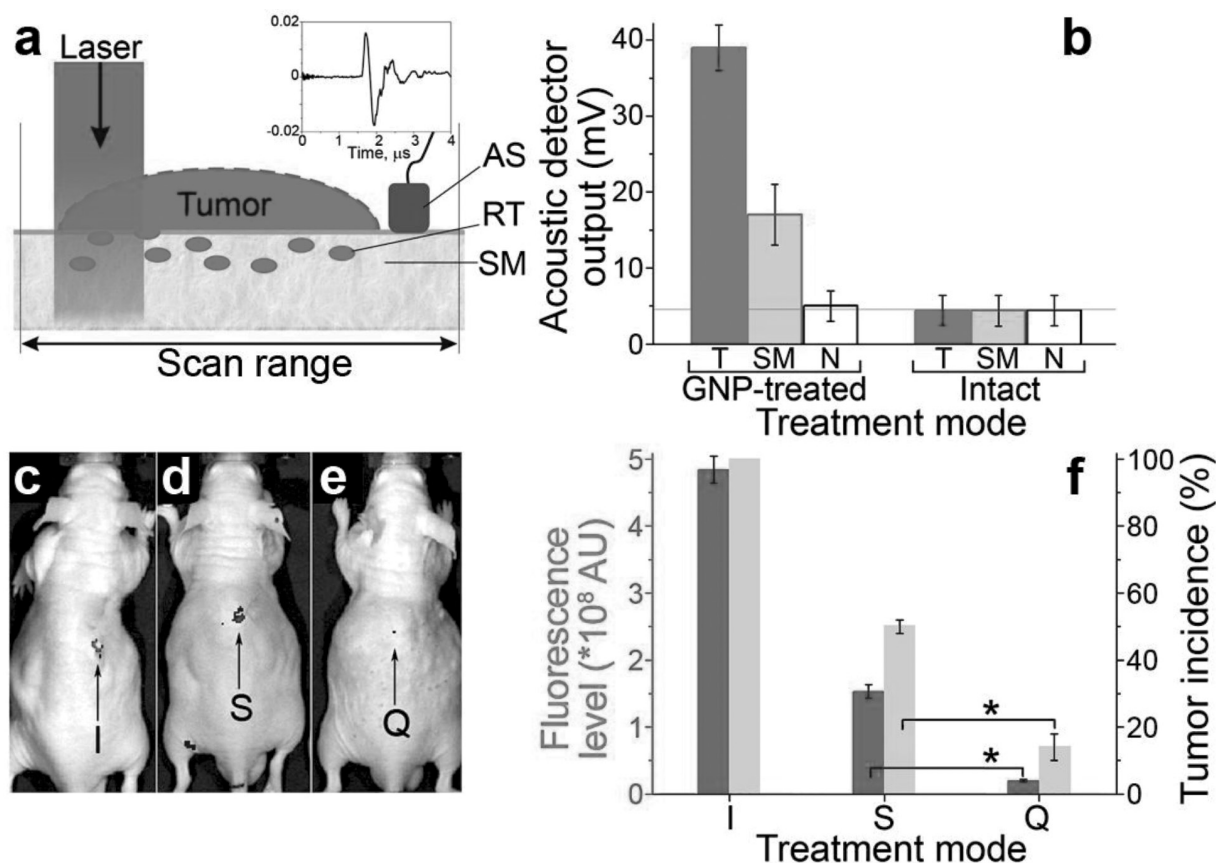 a
Laser
0.02
0
-0.02
0 1 2 3 4
Time, μs
Tumor
AS
RT
SM
Scan range
b
Acoustic detector
output (mV)
40
30
20
10
0
T SM N T SM N
GNP-treated Intact
Treatment mode
c d e
I
S
Q
f
Fluorescence
level (*10⁸ AU)
5
4
3
2
1
0
Tumor incidence (%)
100
80
60
40
20
0
*
*
I S Q
Treatment mode